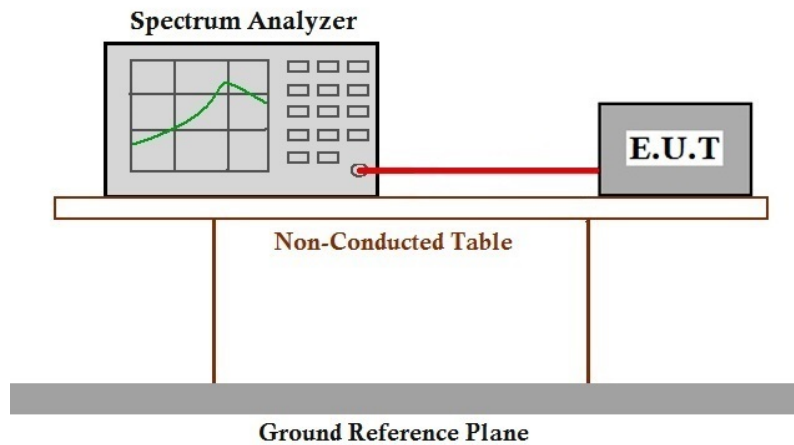 Spectrum Analyzer
E.U.T
Non-Conducted Table
Ground Reference Plane